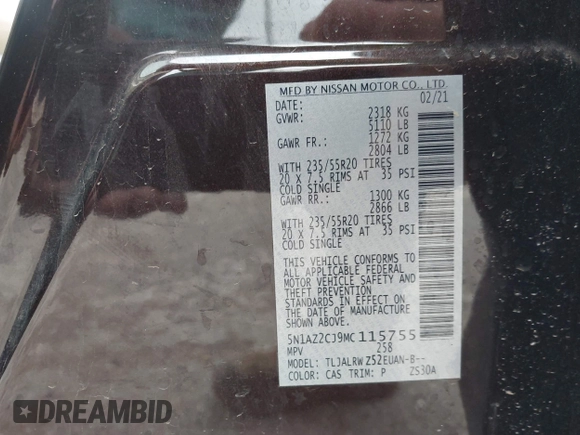 MFD BY NISSAN MOTOR CO., LTD.
DATE: 02/21
GVWR: 2318 KG
5110 LB
GAWR FR.: 1272 KG
2804 LB
WITH 235/55R20 TIRES
20 X 7.5 RIMS AT 35 PSI
COLD SINGLE
GAWR RR.: 1300 KG
2866 LB
WITH 235/55R20 TIRES
20 X 7.5 RIMS AT 35 PSI
COLD SINGLE
THIS VEHICLE CONFORMS TO
ALL APPLICABLE FEDERAL
MOTOR VEHICLE SAFETY AND
THEFT PREVENTION
STANDARDS IN EFFECT ON
THE DATE OF MANUFACTURE
SHOWN ABOVE.
5N1AZ2CJ9MC115755
MPV 258
MODEL: TLJALRWZ52EUAN-B--
COLOR: CAS TRIM: P ZS30A
DREAMBID